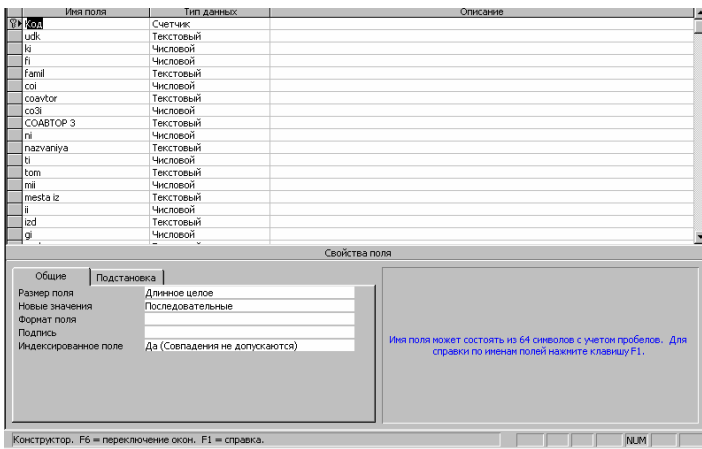 Имя поля Тип данных Описание
Код Счетчик
udk Текстовый
ki Числовой
fi Числовой
famil Текстовый
coi Числовой
coavtor Текстовый
co3i Числовой
СОАВТОР 3 Текстовый
ni Числовой
nazvaniya Текстовый
ti Числовой
tom Текстовый
mii Числовой
mesta iz Текстовый
ii Числовой
izd Текстовый
gi Числовой
Свойства поля
Общие Подстановка
Размер поля Длинное целое
Новые значения Последовательные
Формат поля
Подпись
Индексированное поле Да (Совпадения не допускаются)
Имя поля может состоять из 64 символов с учетом пробелов. Для
справки по именам полей нажмите клавишу F1.
Конструктор. F6 = переключение окон. F1 = справка. NUM